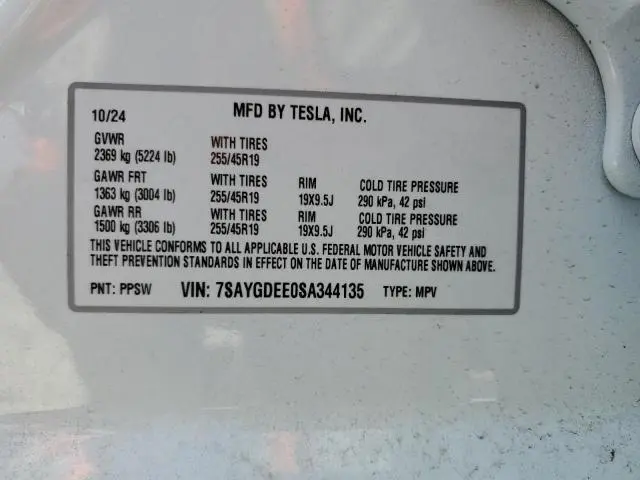 10/24 MFD BY TESLA, INC.
GVWR WITH TIRES
2369 kg (5224 lb) 255/45R19
GAWR FRT WITH TIRES RIM COLD TIRE PRESSURE
1363 kg (3004 lb) 255/45R19 19X9.5J 290 kPa, 42 psi
GAWR RR WITH TIRES RIM COLD TIRE PRESSURE
1500 kg (3306 lb) 255/45R19 19X9.5J 290 kPa, 42 psi
THIS VEHICLE CONFORMS TO ALL APPLICABLE U.S. FEDERAL MOTOR VEHICLE SAFETY AND
THEFT PREVENTION STANDARDS IN EFFECT ON THE DATE OF MANUFACTURE SHOWN ABOVE.
PNT: PPSW VIN: 7SAYGDEE0SA344135 TYPE: MPV